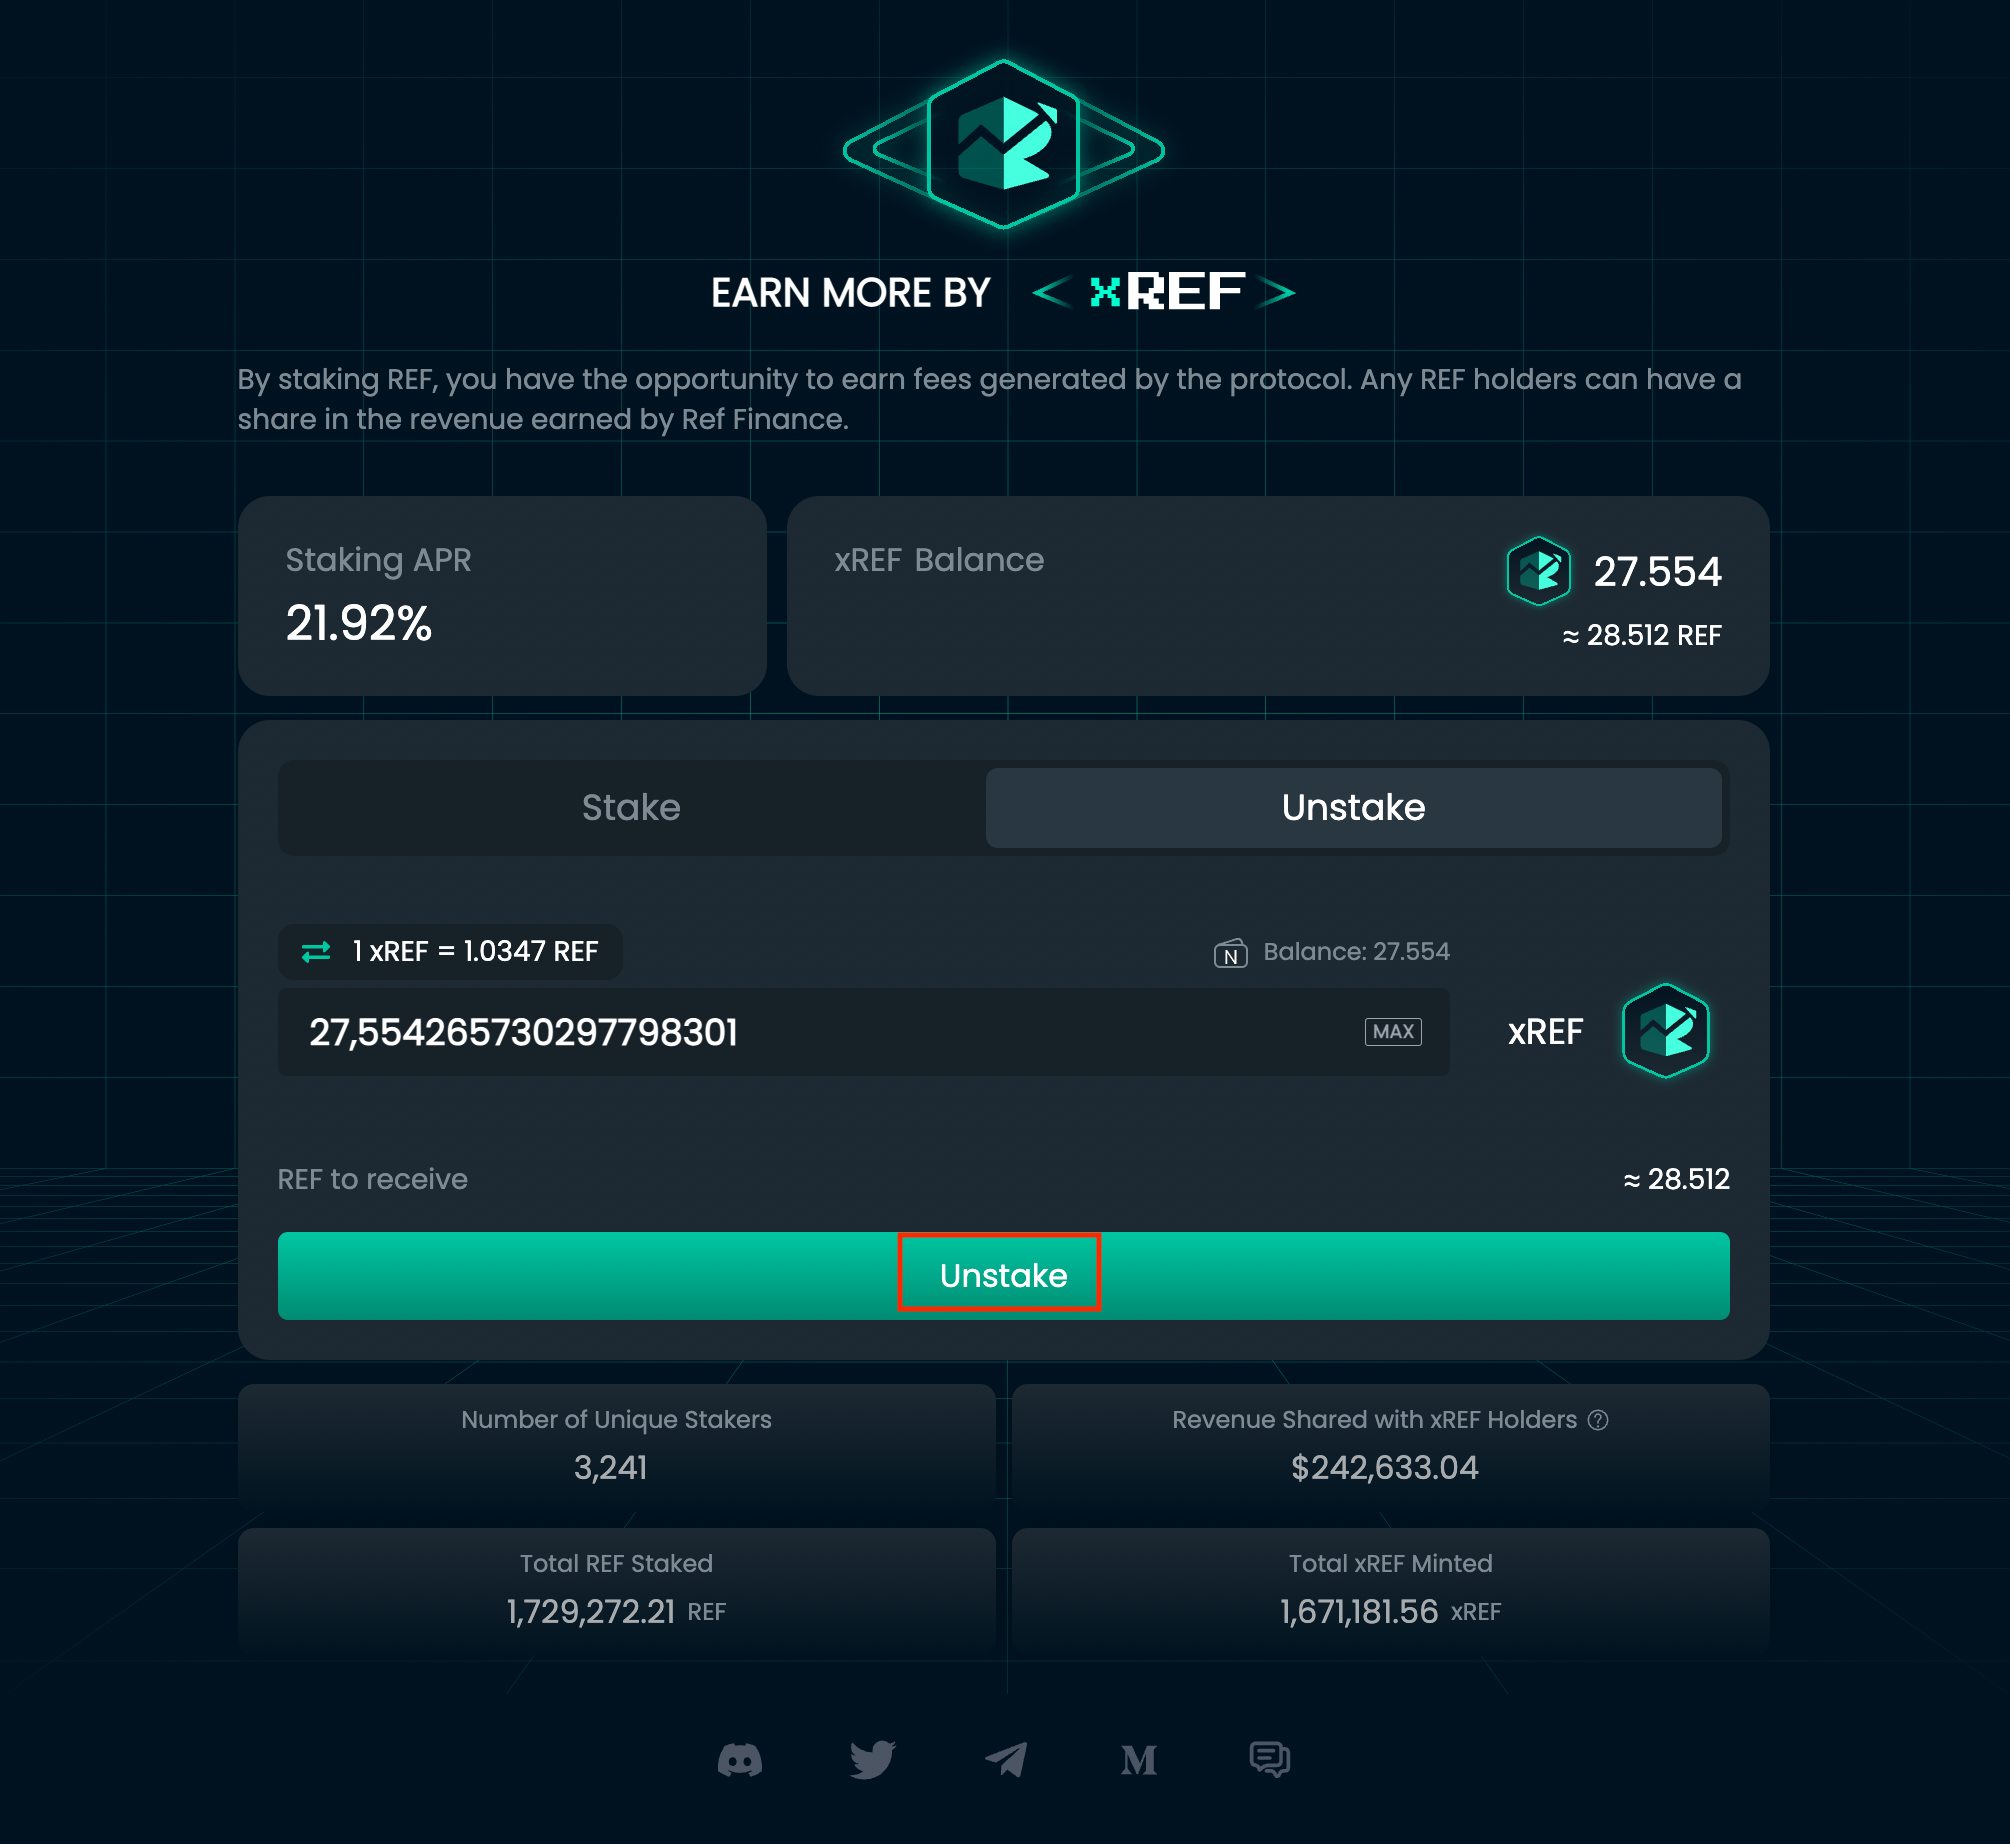 EARN MORE BY < xREF >
By staking REF, you have the opportunity to earn fees generated by the protocol. Any REF holders can have a
share in the revenue earned by Ref Finance.
Staking APR
21.92%
xREF Balance
27.554
≈ 28.512 REF
Stake
Unstake
1 xREF = 1.0347 REF
N
Balance: 27.554
27,554265730297798301
MAX
xREF
REF to receive
≈ 28.512
Unstake
Number of Unique Stakers
3,241
Revenue Shared with xREF Holders ?
$242,633.04
Total REF Staked
1,729,272.21 REF
Total xREF Minted
1,671,181.56 xREF
M